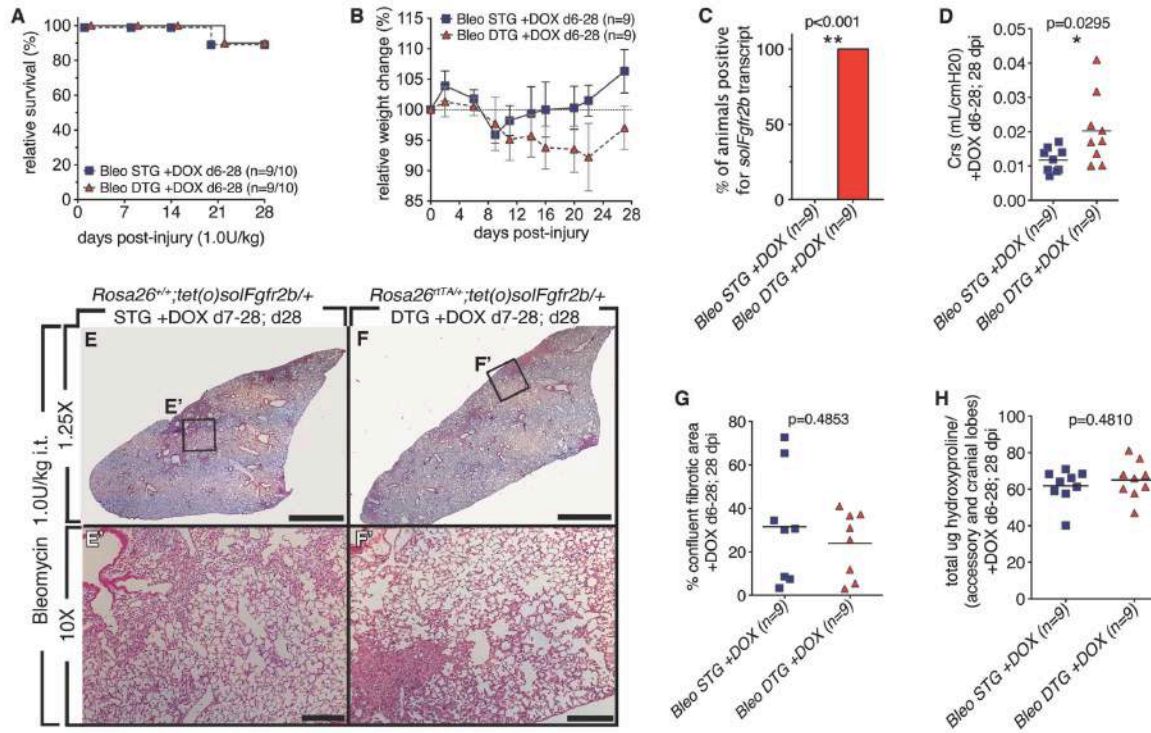 A
relative survival (%)
100
80
60
40
20
0
Bleo STG +DOX d6-28 (n=9/10)
Bleo DTG +DOX d6-28 (n=9/10)
0 7 14 21 28
days post-injury (1.0U/kg)
B
relative weight change (%)
115
110
105
100
95
90
85
Bleo STG +DOX d6-28 (n=9)
Bleo DTG +DOX d6-28 (n=9)
0 4 8 12 16 20 24 28
days post-injury
C
% of animals positive
for solFgfr2b transcript
p<0.001
**
100
50
0
Bleo STG +DOX (n=9)
Bleo DTG +DOX (n=9)
D
Crs (mL/cmH20)
+DOX d6-28; 28 dpi
p=0.0295
*
0.05
0.04
0.03
0.02
0.01
0.00
Bleo STG +DOX (n=9)
Bleo DTG +DOX (n=9)
Rosa26+/+;tet(o)solFgfr2b/+
STG +DOX d7-28; d28
Rosa26rtTA/+;tet(o)solFgfr2b/+
DTG +DOX d7-28; d28
Bleomycin 1.0U/kg i.t.
1.25X
10X
E
E'
F
F'
E'
F'
G
% confluent fibrotic area
+DOX d6-28; 28 dpi
p=0.4853
80
60
40
20
0
Bleo STG +DOX (n=9)
Bleo DTG +DOX (n=9)
H
total ug hydroxyproline/
(accessory and cranial lobes)
+DOX d6-28; 28 dpi
p=0.4810
100
80
60
40
20
0
Bleo STG +DOX (n=9)
Bleo DTG +DOX (n=9)